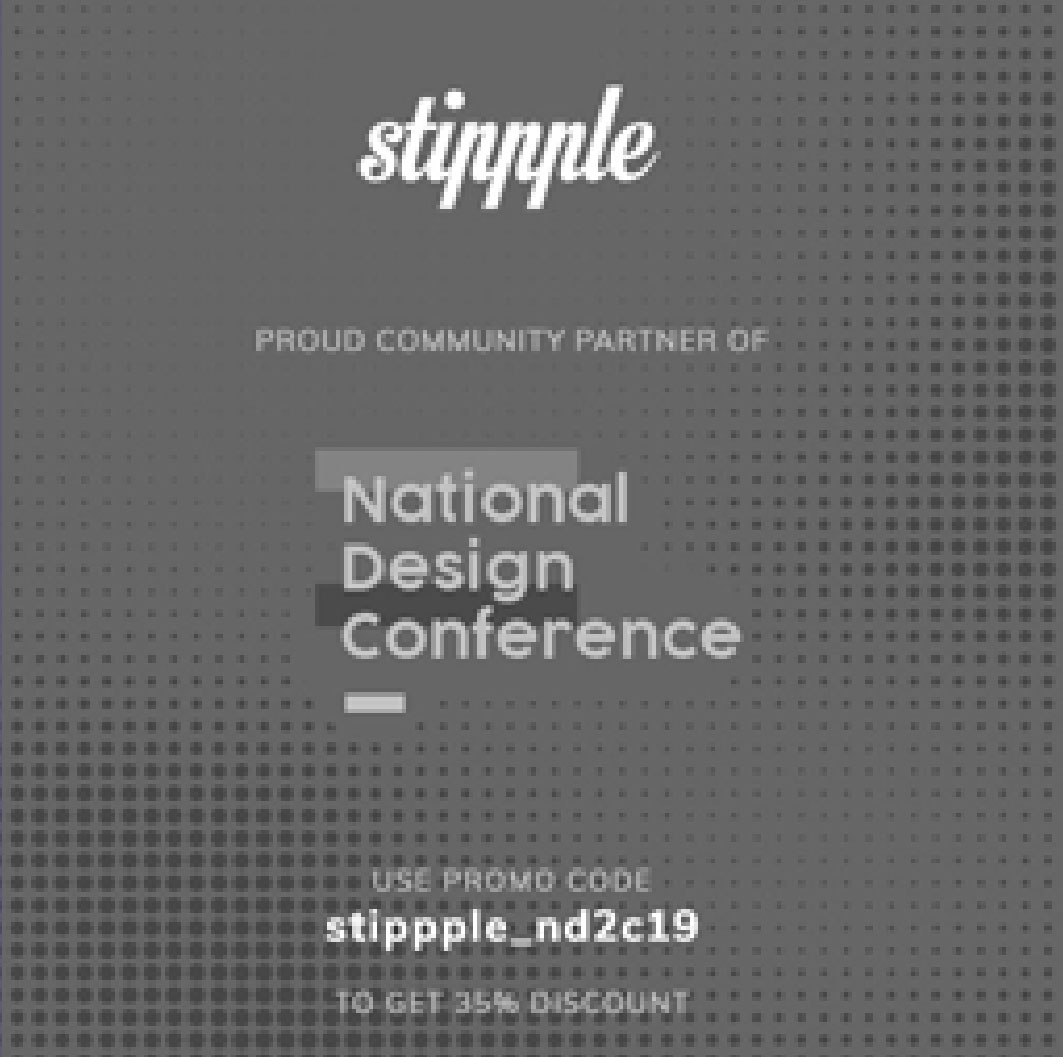 stippple
PROUD COMMUNITY PARTNER OF
National
Design
Conference
USE PROMO CODE
stippple_nd2c19
TO GET 35% DISCOUNT